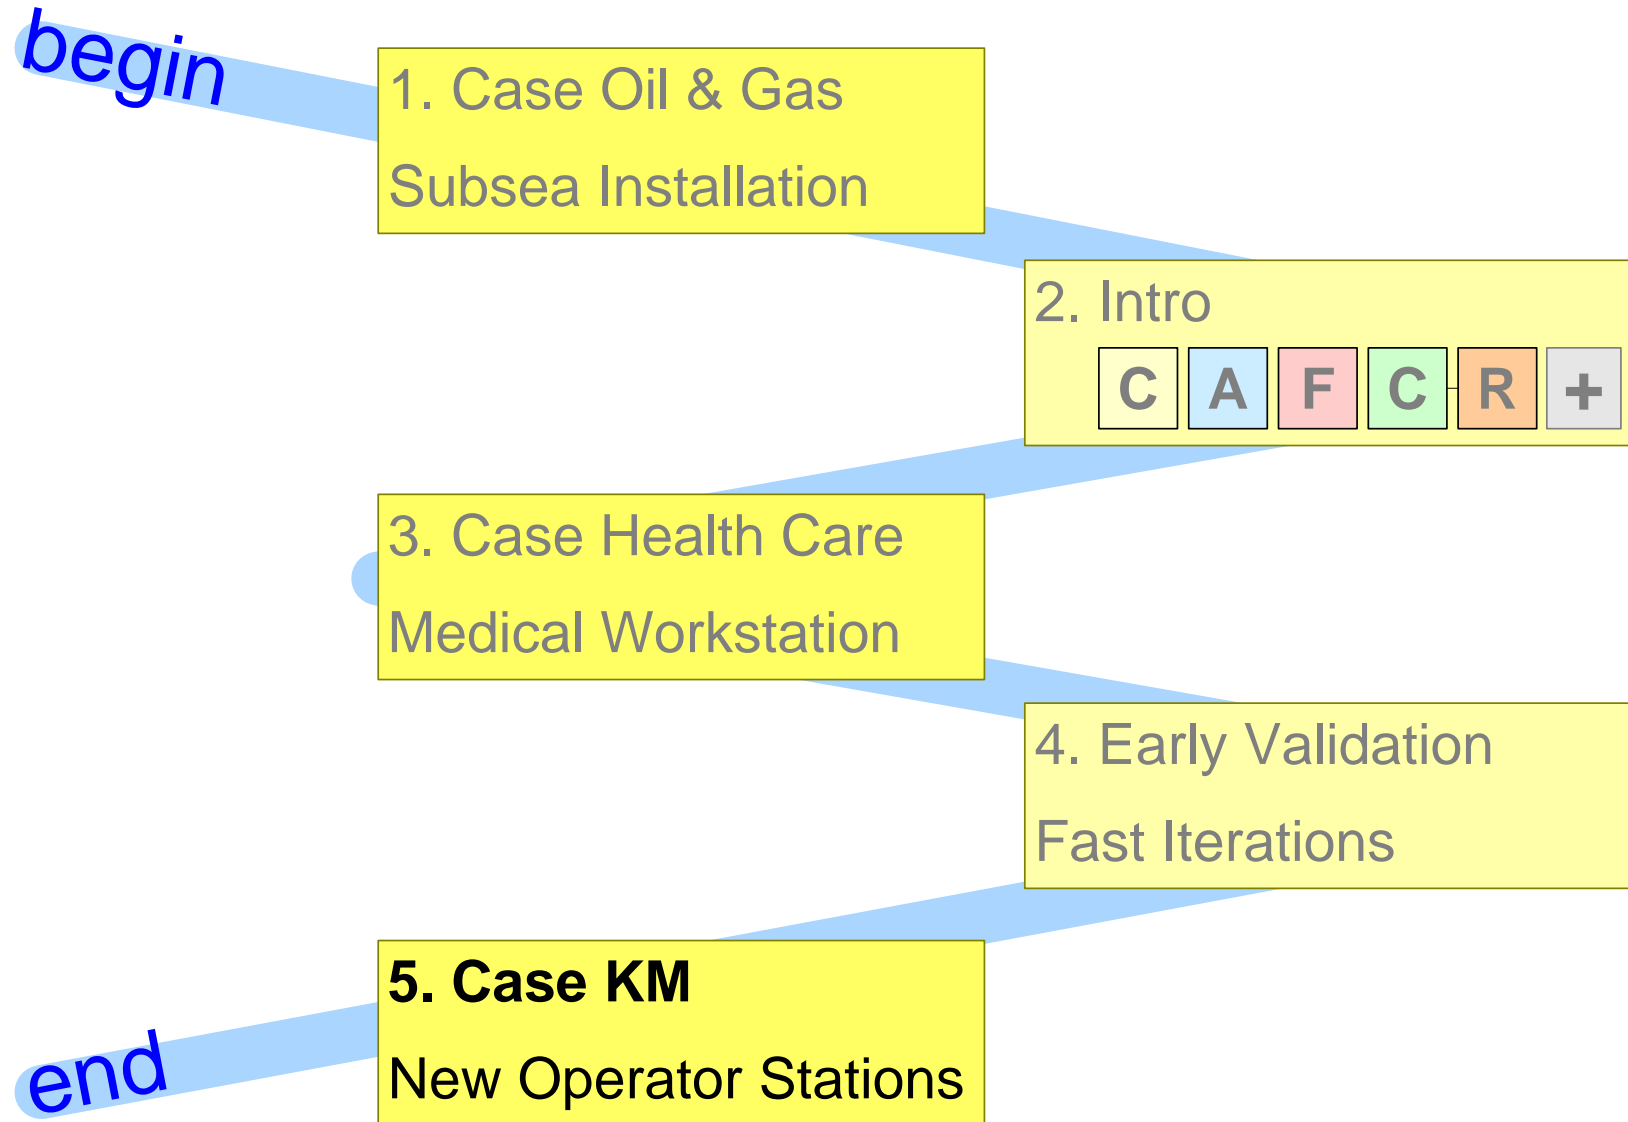 begin
1. Case Oil & Gas
Subsea Installation
2. Intro
C A F C R +
3. Case Health Care
Medical Workstation
4. Early Validation
Fast Iterations
5. Case KM
New Operator Stations
end